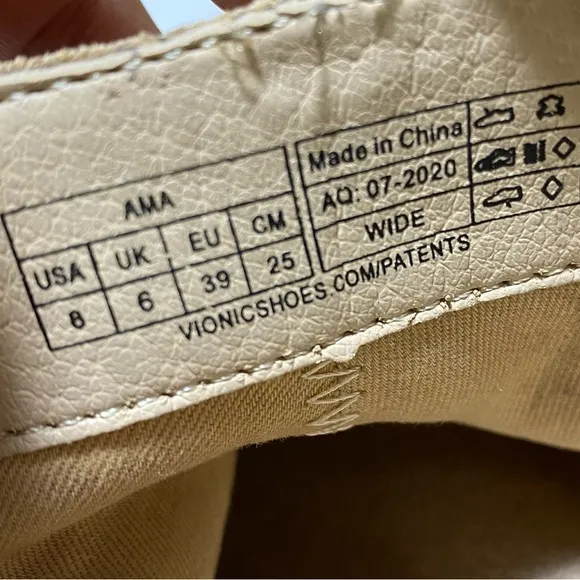 AMA
USA UK EU CM
8 6 39 25
Made in China
AQ: 07-2020
WIDE
VIONICSHOES.COM/PATENTS